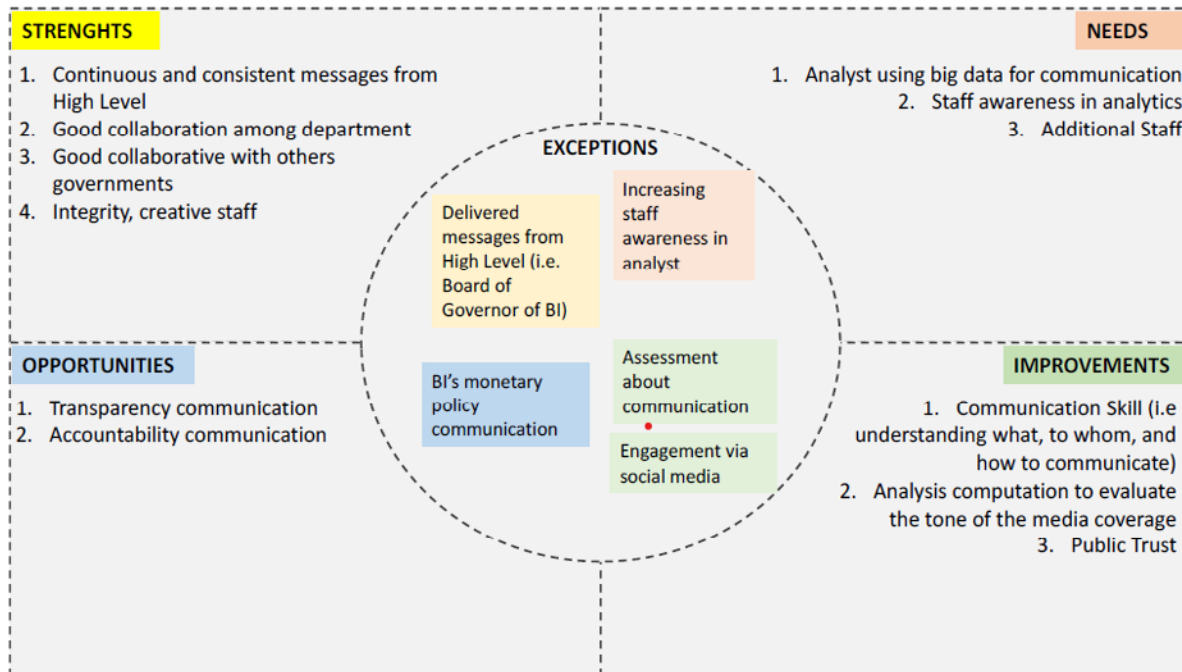 STRENGHTS
1. Continuous and consistent messages from
High Level
2. Good collaboration among department
3. Good collaborative with others
governments
4. Integrity, creative staff
NEEDS
1. Analyst using big data for communication
2. Staff awareness in analytics
3. Additional Staff
EXCEPTIONS
Delivered
messages from
High Level (i.e.
Board of
Governor of BI)
Increasing
staff
awareness in
analyst
BI's monetary
policy
communication
Assessment
about
communication
Engagement via
social media
OPPORTUNITIES
1. Transparency communication
2. Accountability communication
IMPROVEMENTS
1. Communication Skill (i.e
understanding what, to whom, and
how to communicate)
2. Analysis computation to evaluate
the tone of the media coverage
3. Public Trust